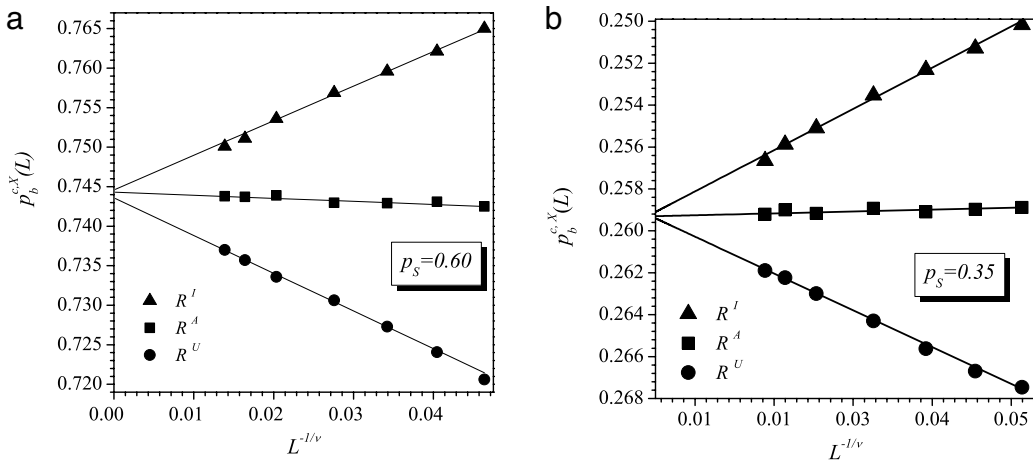 a
0.765
0.760
0.755
0.750
0.745
0.740
0.735
0.730
0.725
0.720
p_b^{c,X}(L)
p_S=0.60
R^I
R^A
R^U
0.00 0.01 0.02 0.03 0.04
L^{-1/ν}
b
0.250
0.252
0.254
0.256
0.258
0.260
0.262
0.264
0.266
0.268
p_b^{c,X}(L)
p_S=0.35
R^I
R^A
R^U
0.01 0.02 0.03 0.04 0.05
L^{-1/ν}